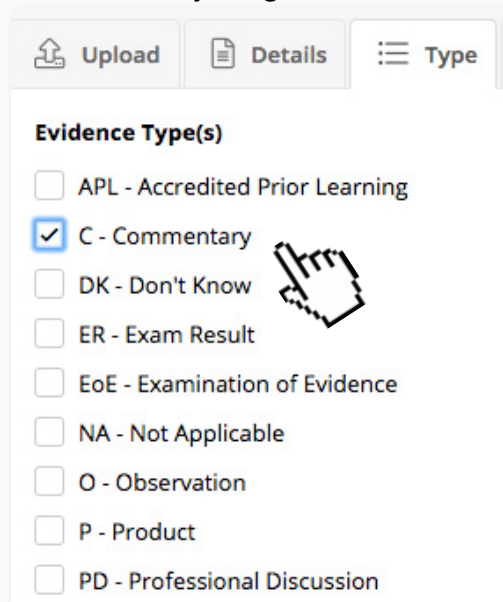 Upload Details Type
Evidence Type(s)
APL - Accredited Prior Learning
C - Commentary
DK - Don't Know
ER - Exam Result
EoE - Examination of Evidence
NA - Not Applicable
O - Observation
P - Product
PD - Professional Discussion